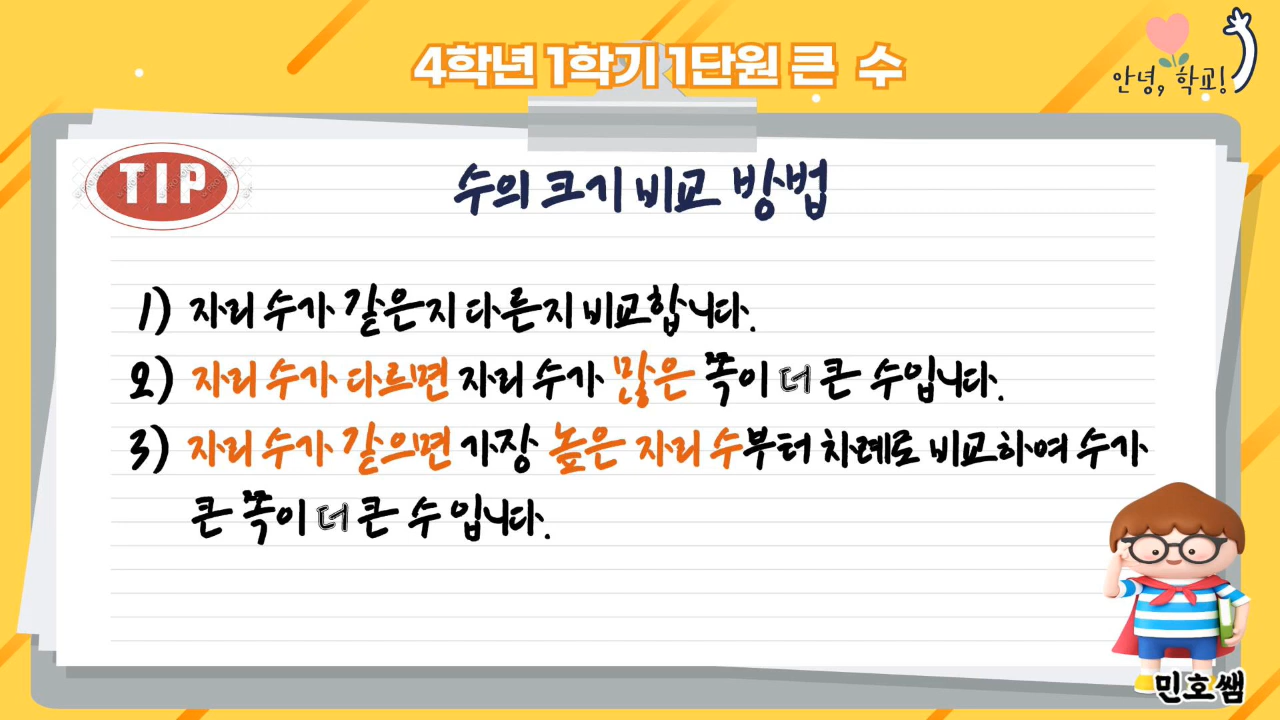 4학년 1학기 1단원 큰 수
안녕, 학교!
TIP
수의 크기 비교 방법
1) 자리 수가 같은지 다른지 비교합니다.
2) 자리 수가 다르면 자리 수가 많은 쪽이 더 큰 수입니다.
3) 자리 수가 같으면 가장 높은 자리 수부터 차례로 비교하여 수가
큰 쪽이 더 큰 수 입니다.
민호쌤